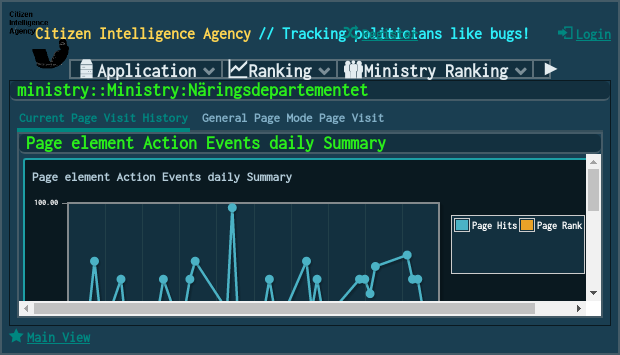 Citizen
Intelligence
Agency
Citizen Intelligence Agency // Tracking politicians like bugs!
Register
Login
Application
Ranking
Ministry Ranking
ministry::Ministry:Näringsdepartementet
Current Page Visit History
General Page Mode Page Visit
Page element Action Events daily Summary
Page element Action Events daily Summary
100.00
Page Hits
Page Rank
Main View